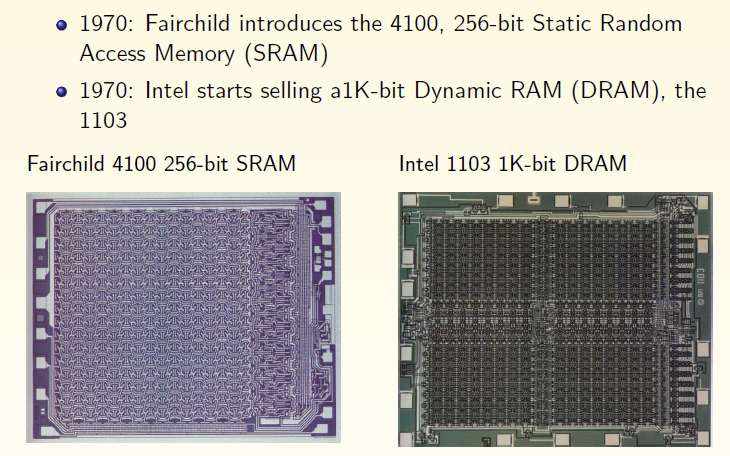 1970: Fairchild introduces the 4100, 256-bit Static Random
Access Memory (SRAM)
1970: Intel starts selling a1K-bit Dynamic RAM (DRAM), the
1103
Fairchild 4100 256-bit SRAM
Intel 1103 1K-bit DRAM
1103